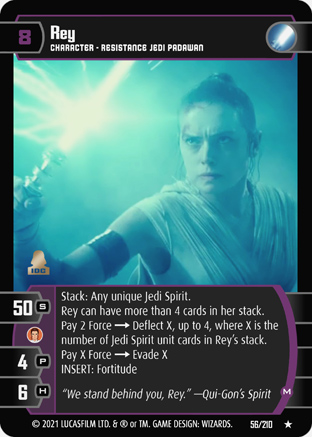 8 Rey
CHARACTER - RESISTANCE JEDI PADAWAN
IDC
50 S
4 P
6 H
Stack: Any unique Jedi Spirit.
Rey can have more than 4 cards in her stack.
Pay 2 Force → Deflect X, up to 4, where X is the
number of Jedi Spirit unit cards in Rey's stack.
Pay X Force → Evade X
INSERT: Fortitude
"We stand behind you, Rey." —Qui-Gon's Spirit
M
© 2021 LUCASFILM LTD. & ® or TM. GAME DESIGN: WIZARDS. 56/210 ★